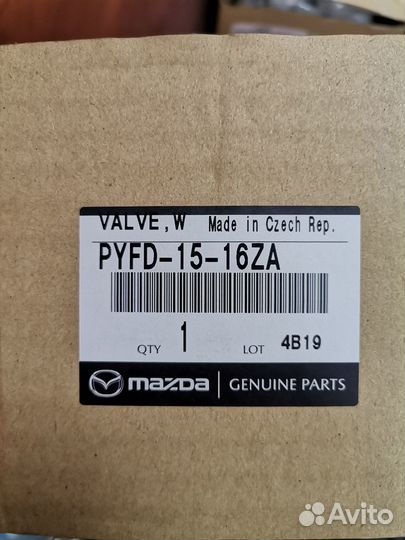 VALVE,W Made in Czech Rep.
PYFD-15-16ZA
QTY 1 LOT 4B19
mazda GENUINE PARTS
Avito